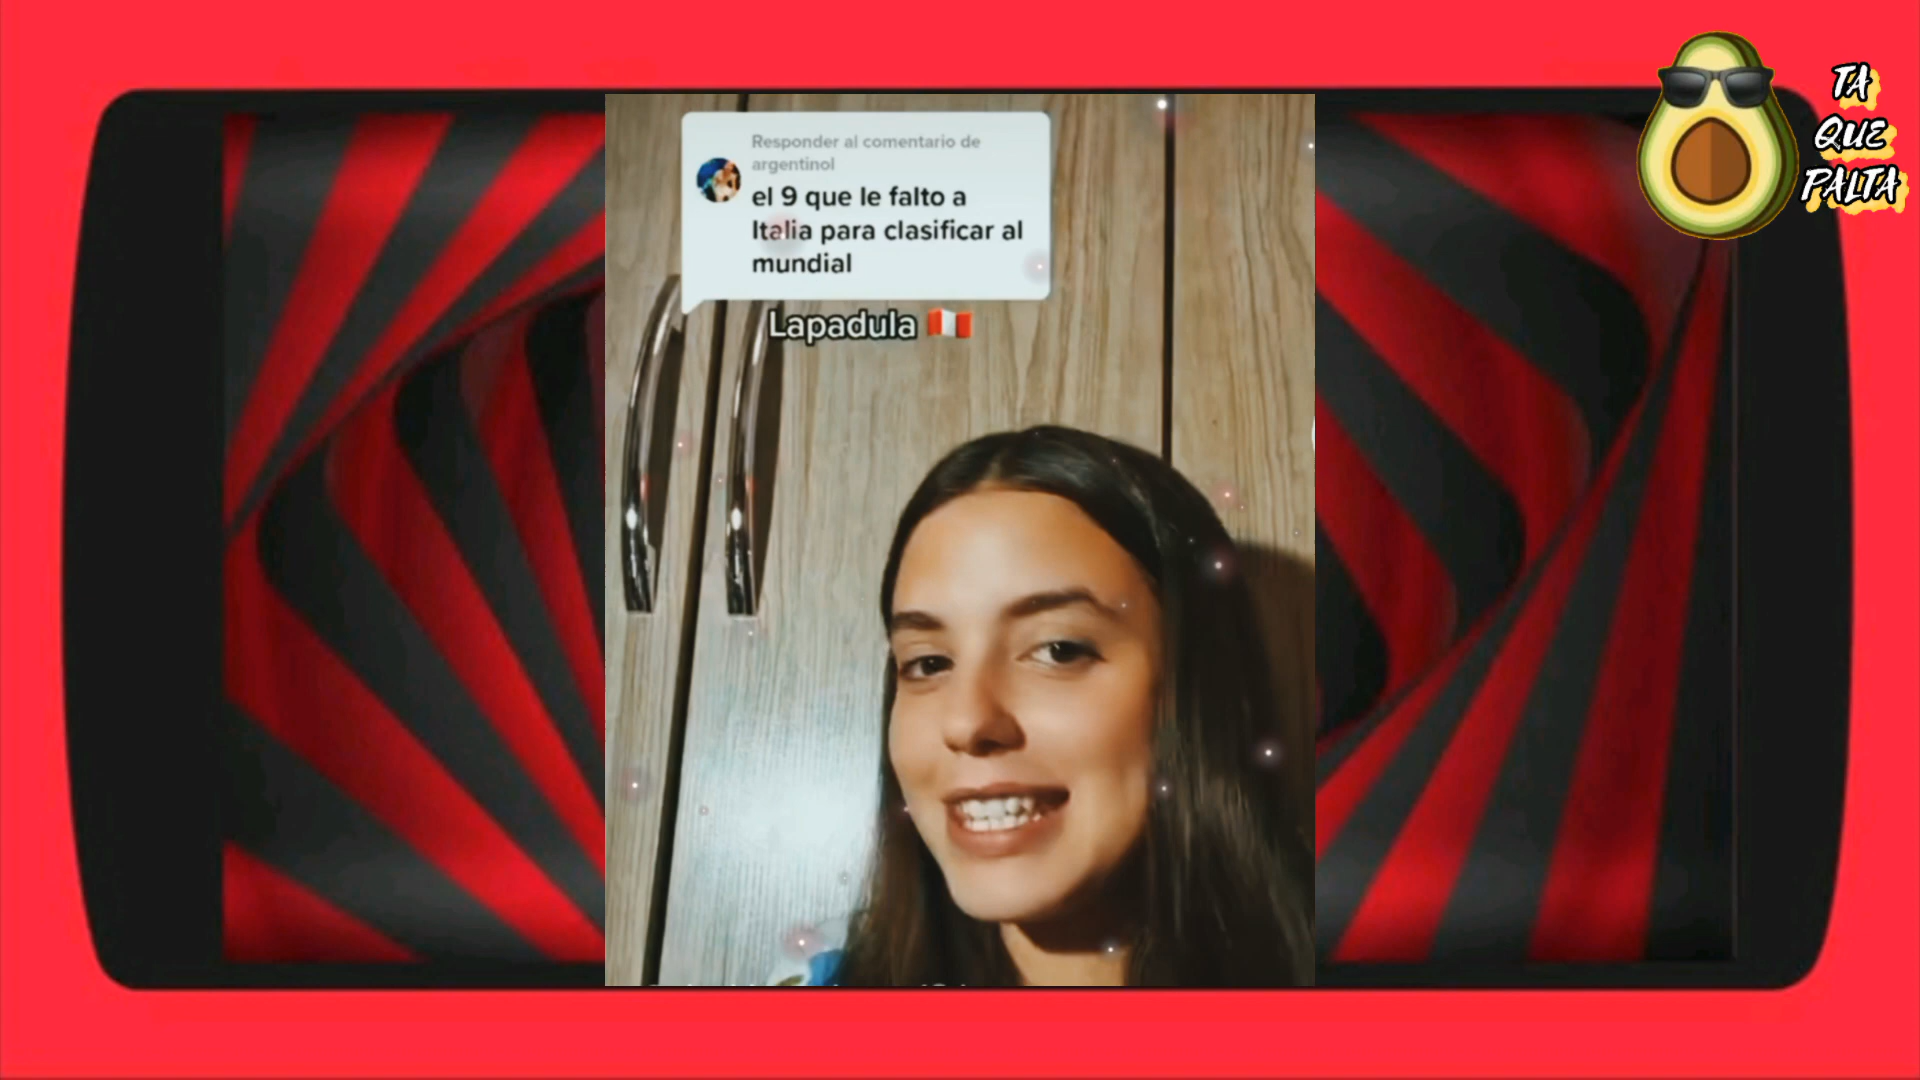 Responder al comentario de
argentinol
el 9 que le falto a
Italia para clasificar al
mundial
Lapadula
TA
QUE
PALTA